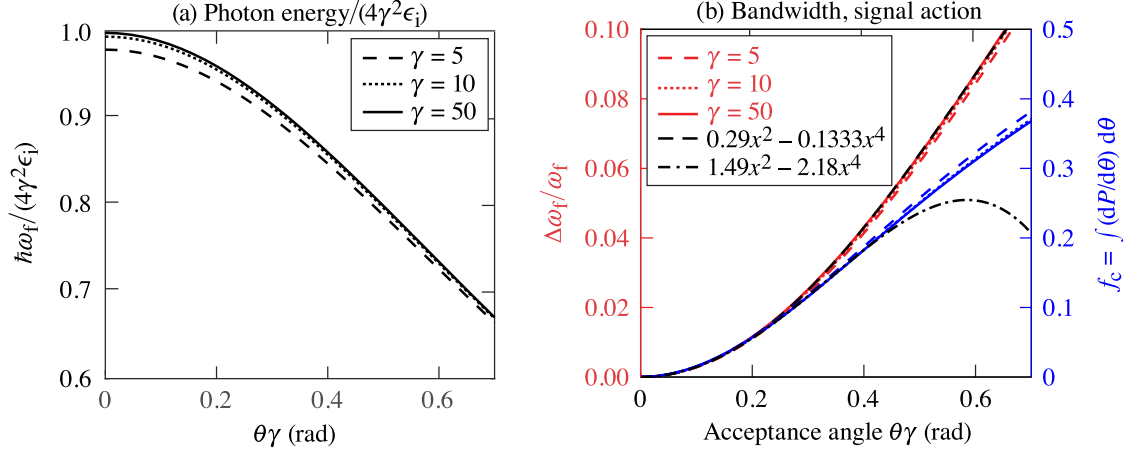 (a) Photon energy/(4γ²ϵᵢ)
1.0
0.9
0.8
0.7
0.6
0
0.2
0.4
0.6
ℏω_f/(4γ²ϵᵢ)
θγ (rad)
γ = 5
γ = 10
γ = 50
(b) Bandwidth, signal action
0.10
0.08
0.06
0.04
0.02
0.00
Δω_f/ω_f
γ = 5
γ = 10
γ = 50
0.29x² − 0.1333x⁴
1.49x² − 2.18x⁴
0
0.2
0.4
0.6
Acceptance angle θγ (rad)
0.5
0.4
0.3
0.2
0.1
0
f_c = ∫ (dP/dθ) dθ